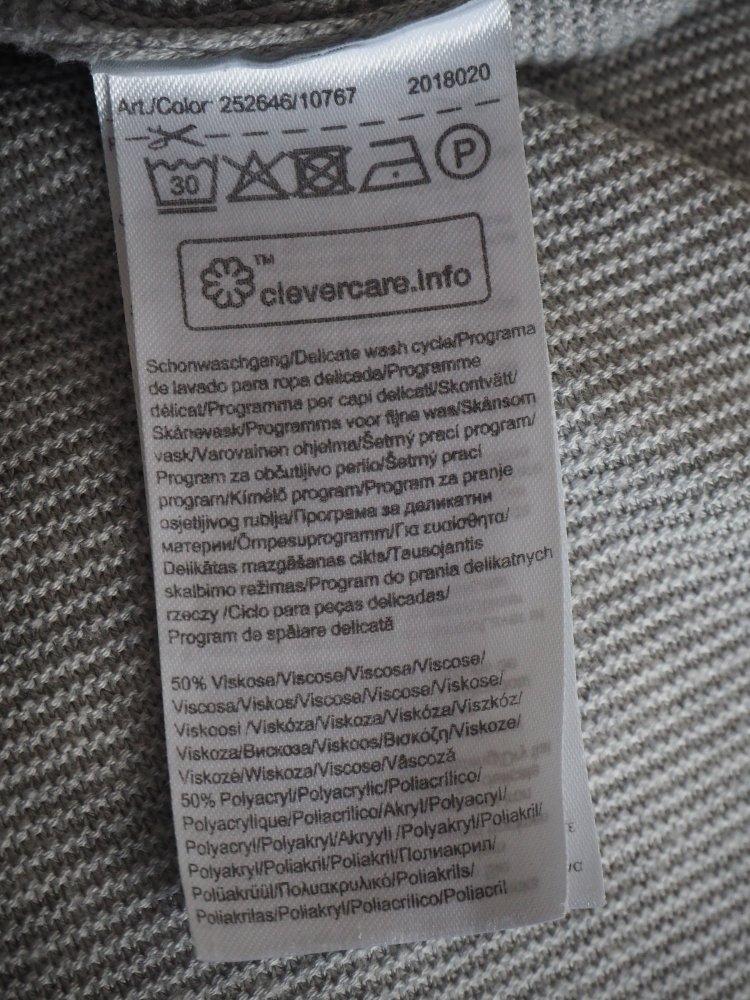 Art./Color 252646/10767 2018020
30 P
™
clevercare.info
Schonwaschgang/Delicate wash cycle/Programa
de lavado para ropa delicada/Programme
délicat/Programma per capi delicati/Skontvätt/
Skånevask/Programma voor fijne was/Skånsom
vask/Varovainen ohjelma/Šetrný prací program/
Program za občutljivo perilo/Šetrný prací
program/Kímélő program/Program za pranje
osjetljivog rublja/Програма за деликатни
материи/Õrnpesuprogramm/Για ευαίσθητα/
Delikātas mazgāšanas cikls/Tausojantis
skalbimo režimas/Program do prania delikatnych
rzeczy /Ciclo para peças delicadas/
Program de spălare delicată
50% Viskose/Viscose/Viscosa/Viscose/
Viscosa/Viskos/Viscose/Viscose/Viskose/
Viskoosi /Viskóza/Viskoza/Viskóza/Viszkóz/
Viskoza/Вискоза/Viskoos/Βισκόζη/Viskoze/
Viskozė/Wiskoza/Viscose/Vâscoză
50% Polyacryl/Polyacrylic/Poliacrílico/
Polyacrylique/Poliacrilico/Akryl/Polyacryl/
Polyacryl/Polyakryl/Akryyli /Polyakryl/Poliakril/
Polyakryl/Poliakril/Poliakril/Полиакрил/
Polüakrüül/Πολυακρυλικό/Poliakrils/
Poliakrilas/Poliakryl/Poliacrílico/Poliacril